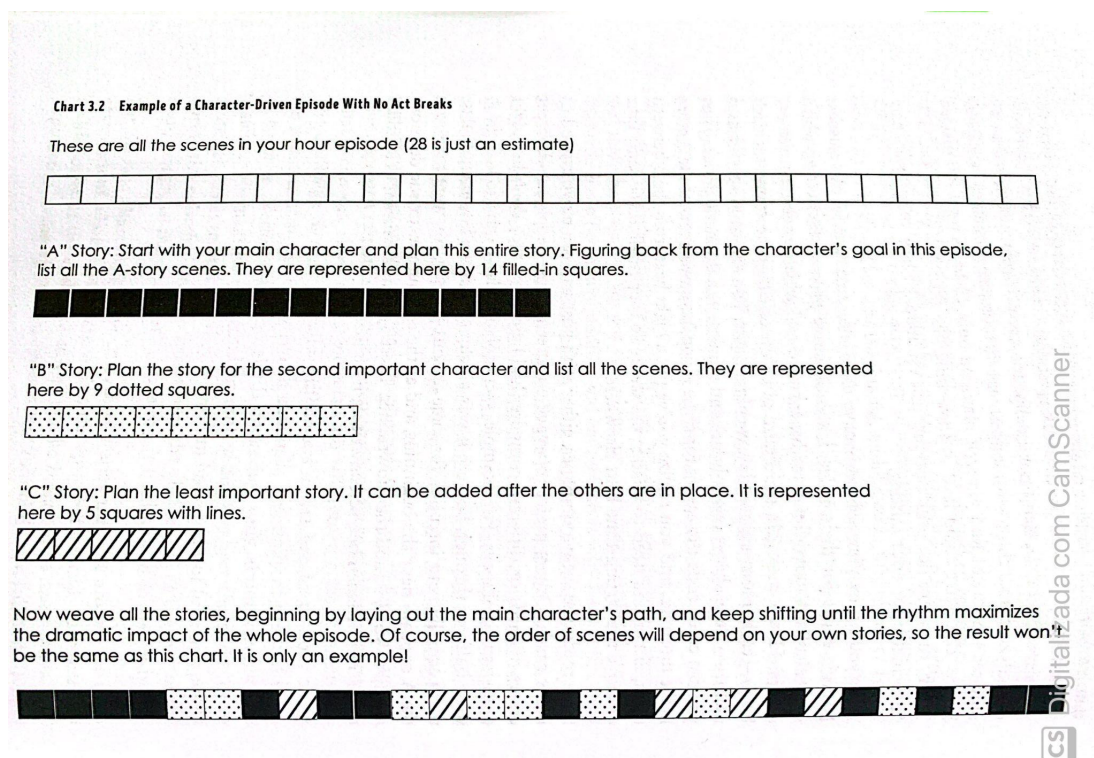 Chart 3.2 Example of a Character-Driven Episode With No Act Breaks
These are all the scenes in your hour episode (28 is just an estimate)
"A" Story: Start with your main character and plan this entire story. Figuring back from the character's goal in this episode,
list all the A-story scenes. They are represented here by 14 filled-in squares.
"B" Story: Plan the story for the second important character and list all the scenes. They are represented
here by 9 dotted squares.
"C" Story: Plan the least important story. It can be added after the others are in place. It is represented
here by 5 squares with lines.
Now weave all the stories, beginning by laying out the main character's path, and keep shifting until the rhythm maximizes
the dramatic impact of the whole episode. Of course, the order of scenes will depend on your own stories, so the result won't
be the same as this chart. It is only an example!
CS Digitalizada com CamScanner